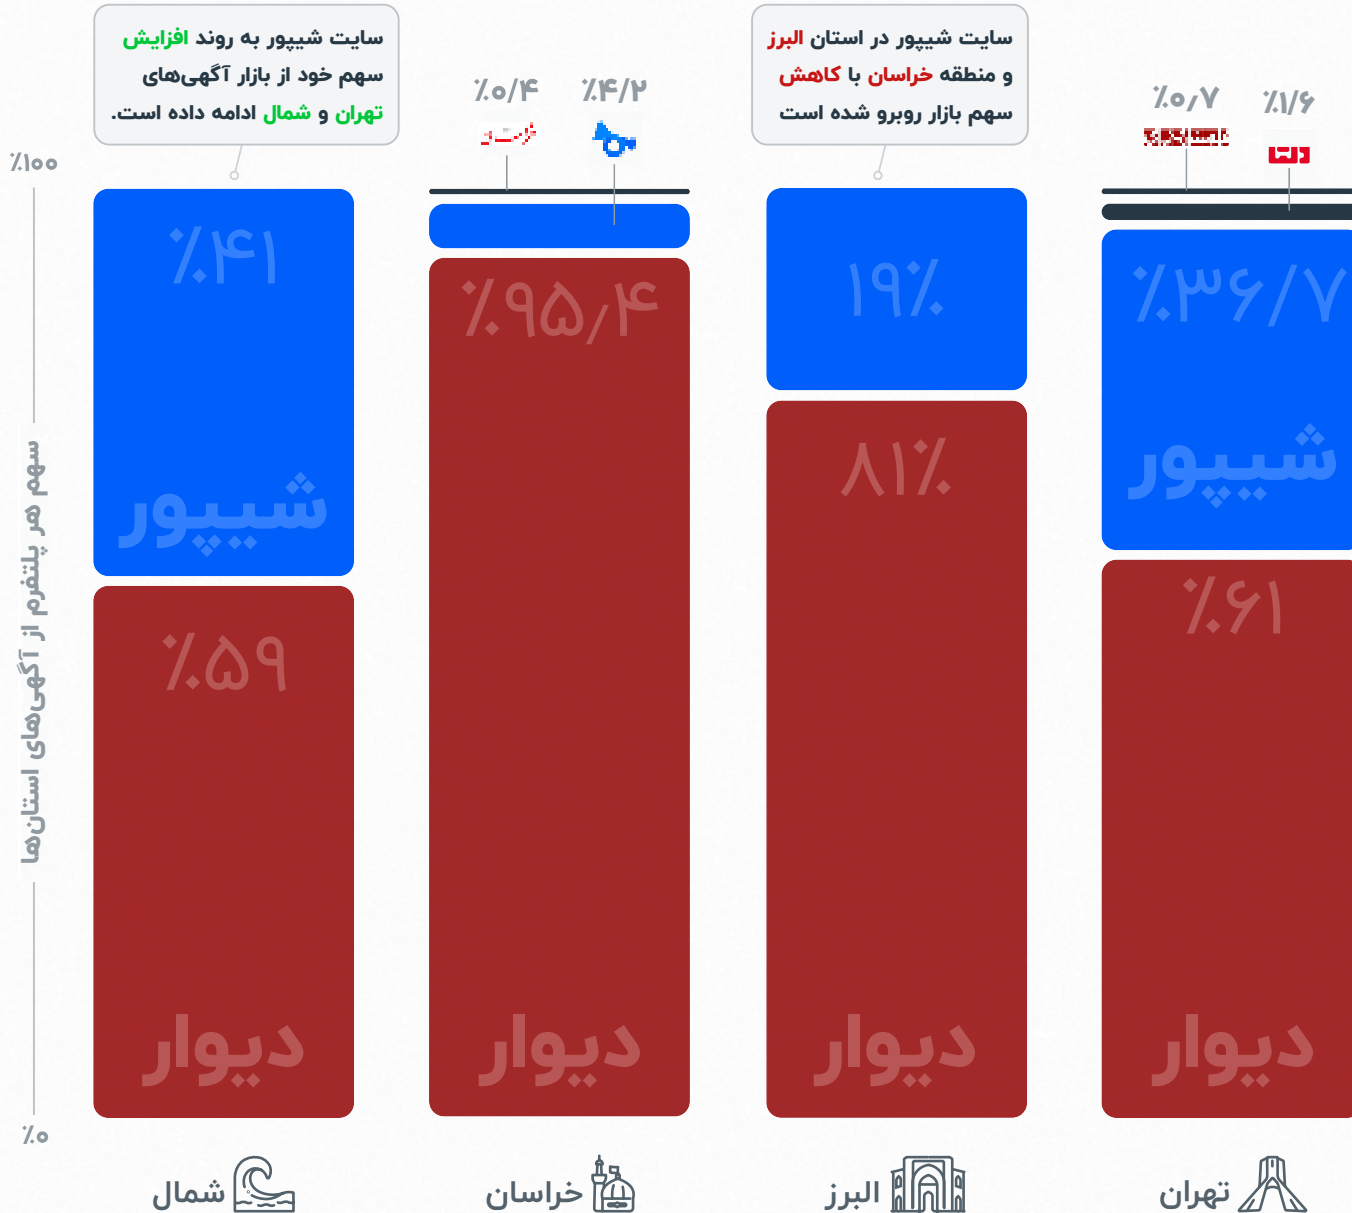 سایت شیپور در استان البرز
و منطقه خراسان با کاهش
سهم بازار روبرو شده است
سایت شیپور به روند افزایش
سهم خود از بازار آگهی‌های
تهران و شمال ادامه داده است.
٪۱/۶
٪۰٫۷
٪۴/۲
٪۰/۴
٪۱۰۰
٪۳۶/۷
شیپور
٪۶۱
دیوار
۱۹٪
۸۱٪
دیوار
٪۹۵٫۴
دیوار
٪۴۱
شیپور
٪۵۹
دیوار
سهم هر پلتفرم از آگهی‌های استان‌ها
٪۰
تهران
البرز
خراسان
شمال